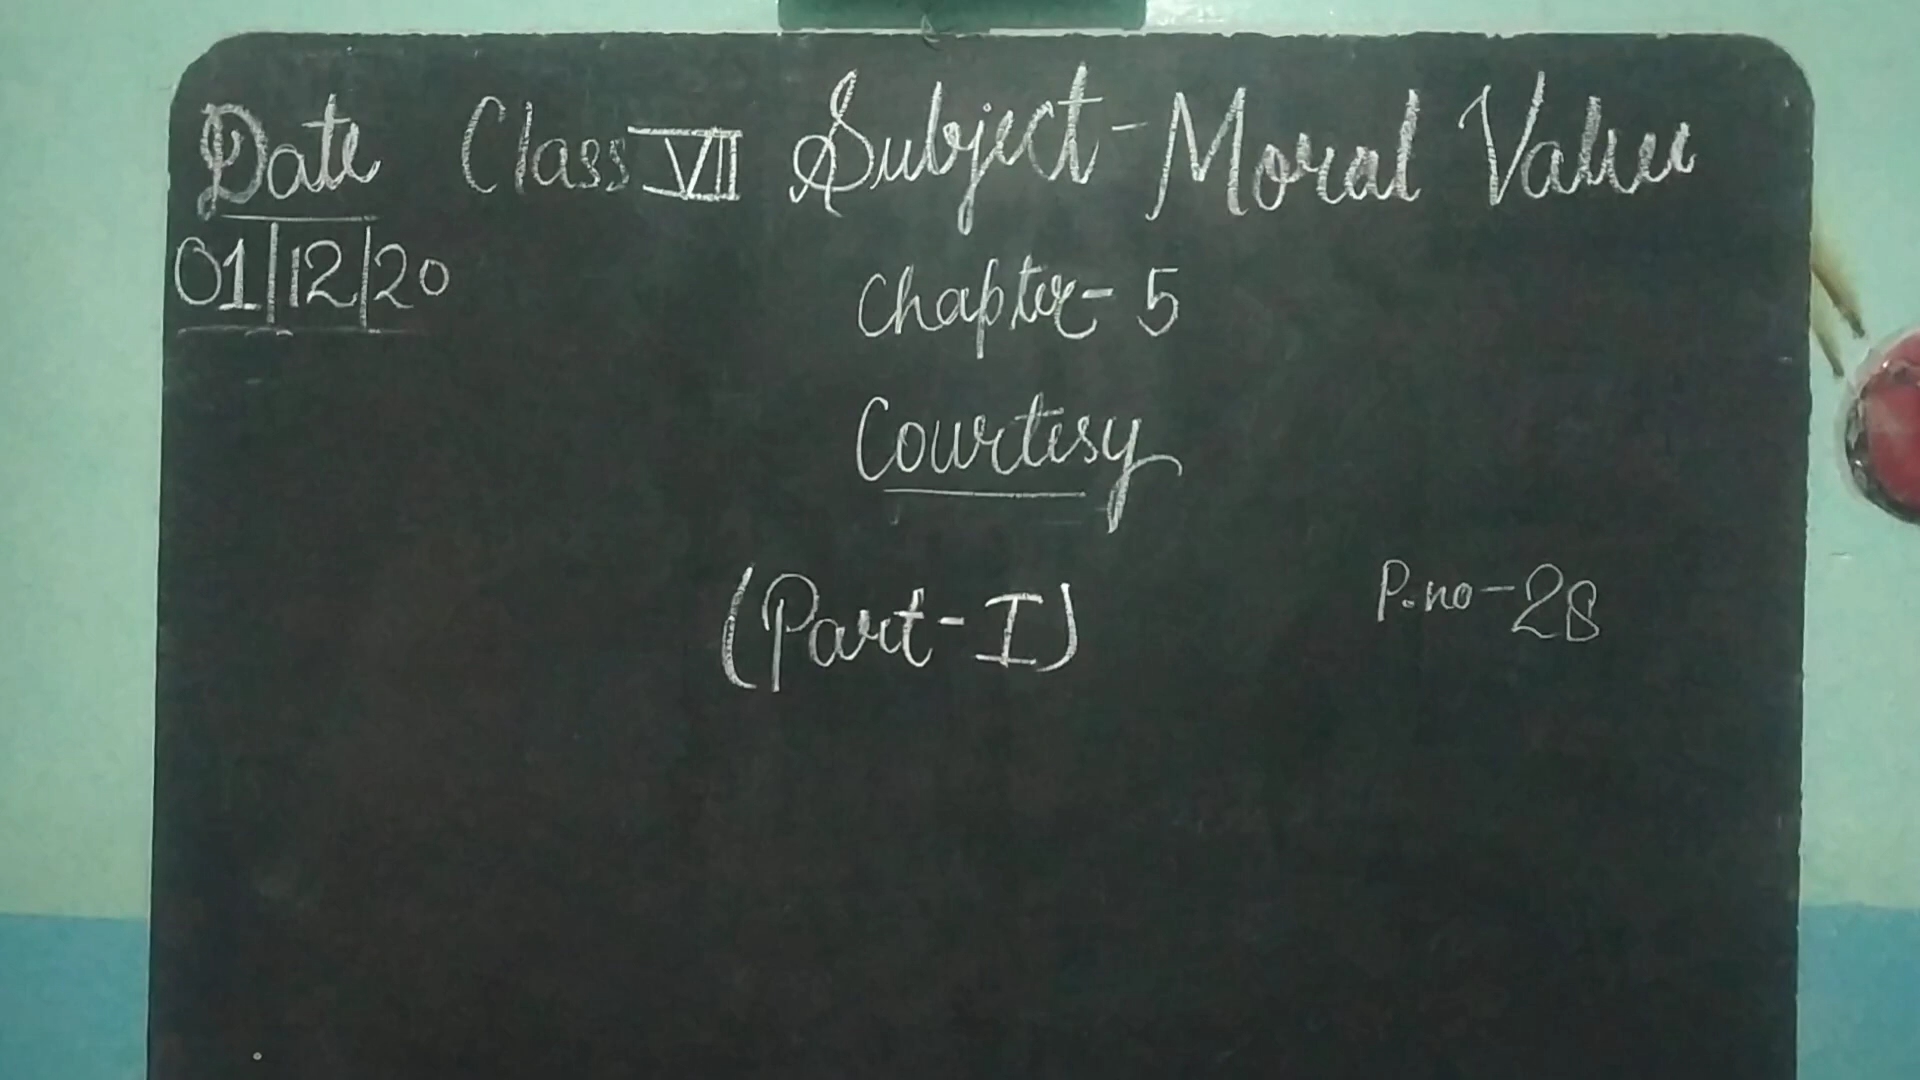 Date Class VII Subject-Moral Value
01/12/20
Chapter-5
Courtesy
(Part-I)
P.no-28